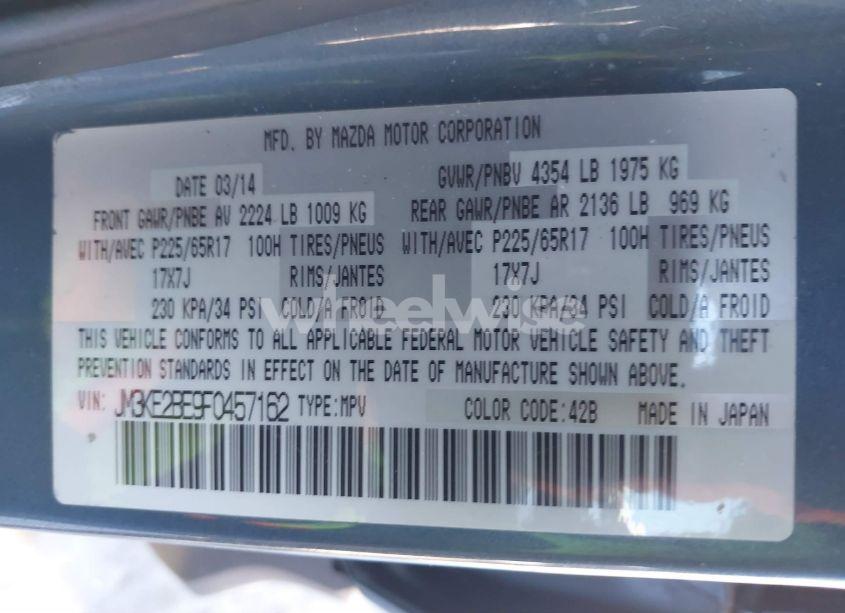 MFD. BY MAZDA MOTOR CORPORATION
DATE 03/14 GVWR/PNBV 4354 LB 1975 KG
FRONT GAWR/PNBE AV 2224 LB 1009 KG REAR GAWR/PNBE AR 2136 LB 969 KG
WITH/AVEC P225/65R17 100H TIRES/PNEUS WITH/AVEC P225/65R17 100H TIRES/PNEUS
17X7J RIMS/JANTES 17X7J RIMS/JANTES
230 KPA/34 PSI COLD/A FROID 230 KPA/34 PSI COLD/A FROID
wheelwise
THIS VEHICLE CONFORMS TO ALL APPLICABLE FEDERAL MOTOR VEHICLE SAFETY AND THEFT
PREVENTION STANDARDS IN EFFECT ON THE DATE OF MANUFACTURE SHOWN ABOVE.
VIN: JM3KE2BE9F0457162 TYPE:MPV COLOR CODE:42B MADE IN JAPAN